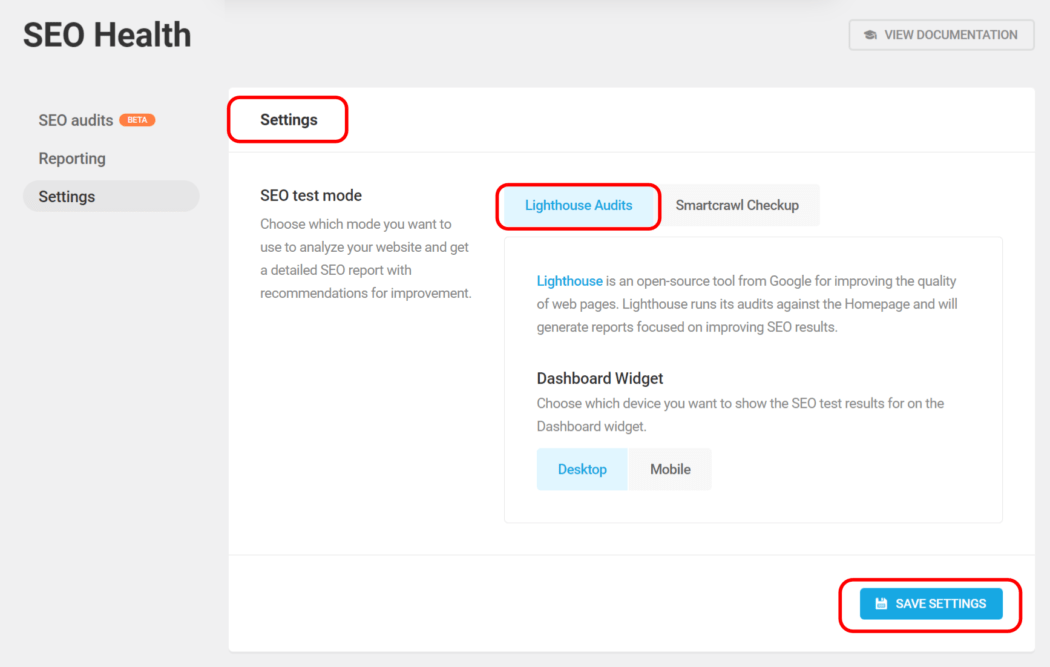 SEO Health
VIEW DOCUMENTATION
SEO audits BETA
Reporting
Settings
Settings
SEO test mode
Choose which mode you want to
use to analyze your website and get
a detailed SEO report with
recommendations for improvement.
Lighthouse Audits
Smartcrawl Checkup
Lighthouse is an open-source tool from Google for improving the quality
of web pages. Lighthouse runs its audits against the Homepage and will
generate reports focused on improving SEO results.
Dashboard Widget
Choose which device you want to show the SEO test results for on the
Dashboard widget.
Desktop
Mobile
SAVE SETTINGS